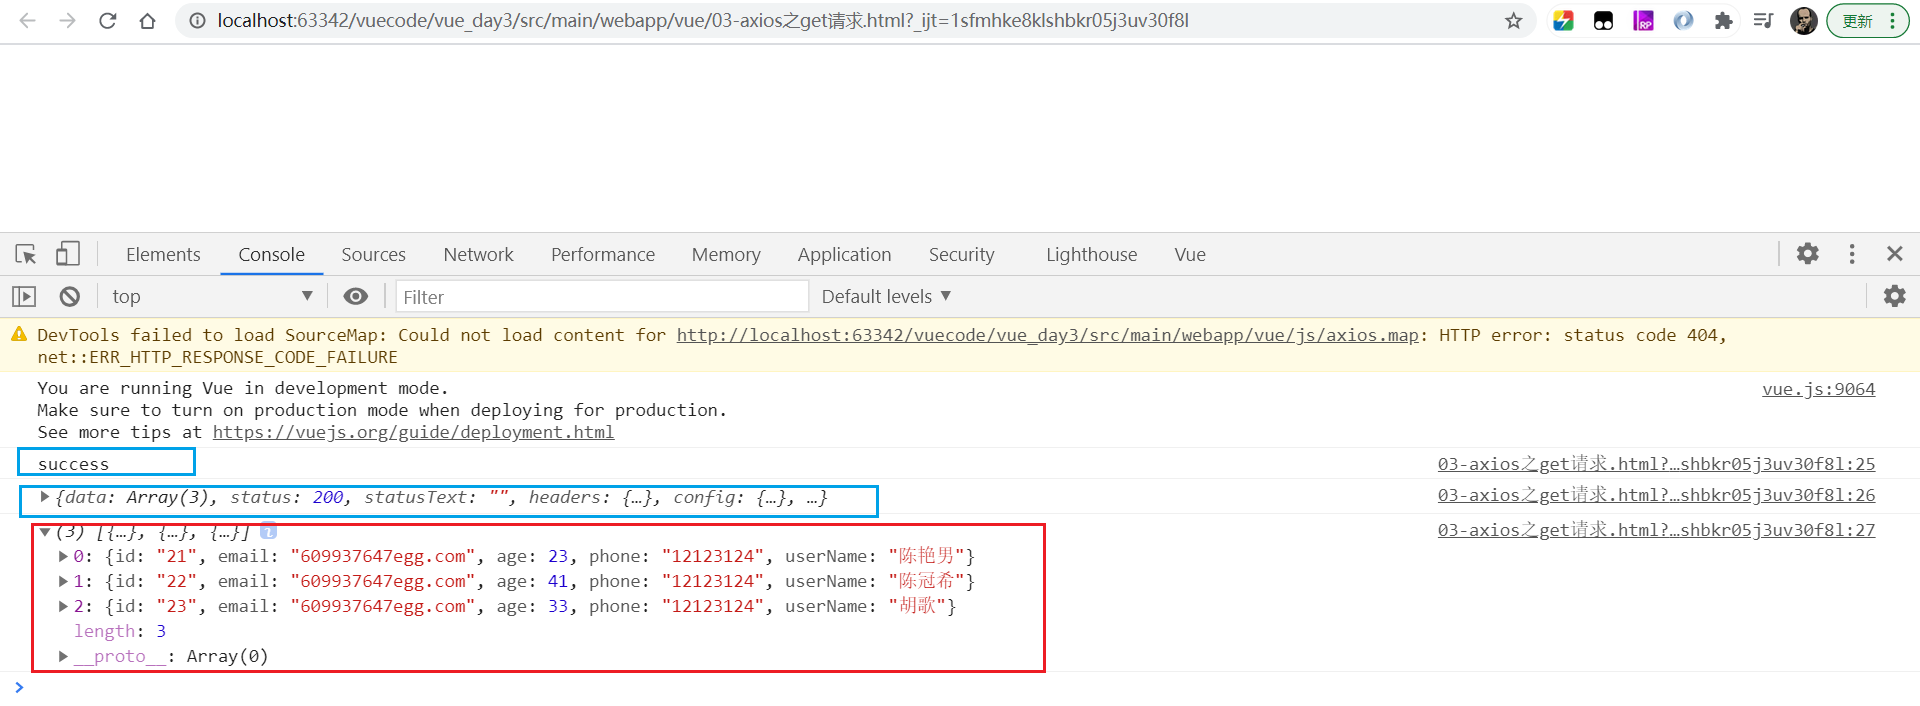 localhost:63342/vuecode/vue_day3/src/main/webapp/vue/03-axios之get请求.html?_ijt=1sfmhke8klshbkr05j3uv30f8l
RP
更新
Elements Console Sources Network Performance Memory Application Security Lighthouse Vue
top Filter Default levels
DevTools failed to load SourceMap: Could not load content for http://localhost:63342/vuecode/vue_day3/src/main/webapp/vue/js/axios.map: HTTP error: status code 404,
net::ERR_HTTP_RESPONSE_CODE_FAILURE
You are running Vue in development mode. vue.js:9064
Make sure to turn on production mode when deploying for production.
See more tips at https://vuejs.org/guide/deployment.html
success 03-axios之get请求.html?…shbkr05j3uv30f8l:25
{data: Array(3), status: 200, statusText: "", headers: {…}, config: {…}, …} 03-axios之get请求.html?…shbkr05j3uv30f8l:26
(3) [{…}, {…}, {…}] i 03-axios之get请求.html?…shbkr05j3uv30f8l:27
0: {id: "21", email: "609937647egg.com", age: 23, phone: "12123124", userName: "陈艳男"}
1: {id: "22", email: "609937647egg.com", age: 41, phone: "12123124", userName: "陈冠希"}
2: {id: "23", email: "609937647egg.com", age: 33, phone: "12123124", userName: "胡歌"}
length: 3
__proto__: Array(0)